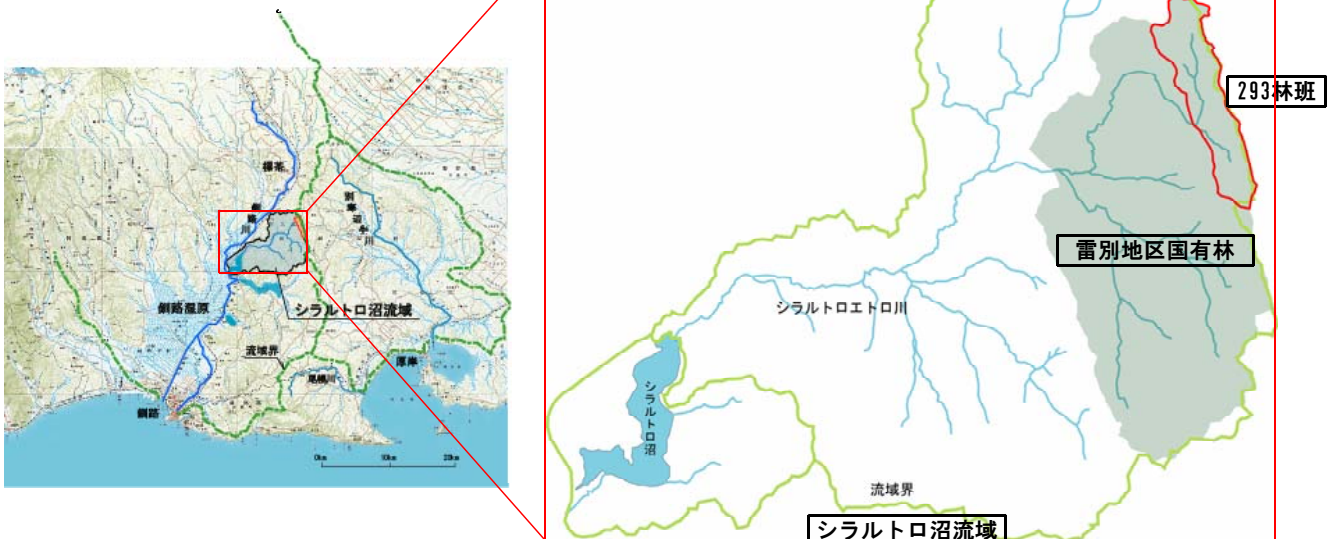 標茶
釧路川
別寒辺牛川
釧路湿原
シラルトロ沼流域
流域界
厚岸
尾幌川
釧路
0km 10km 20km
293林班
雷別地区国有林
シラルトロエトロ川
シラルトロ沼
流域界
シラルトロ沼流域